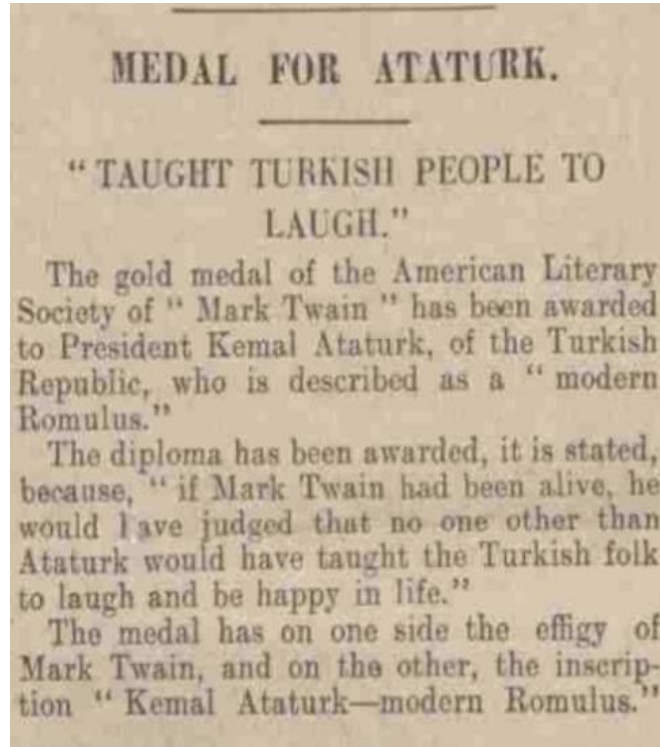 MEDAL FOR ATATURK.
"TAUGHT TURKISH PEOPLE TO
LAUGH."
The gold medal of the American Literary
Society of "Mark Twain" has been awarded
to President Kemal Ataturk, of the Turkish
Republic, who is described as a "modern
Romulus."
The diploma has been awarded, it is stated,
because, "if Mark Twain had been alive, he
would have judged that no one other than
Ataturk would have taught the Turkish folk
to laugh and be happy in life."
The medal has on one side the effigy of
Mark Twain, and on the other, the inscrip-
tion "Kemal Ataturk—modern Romulus."